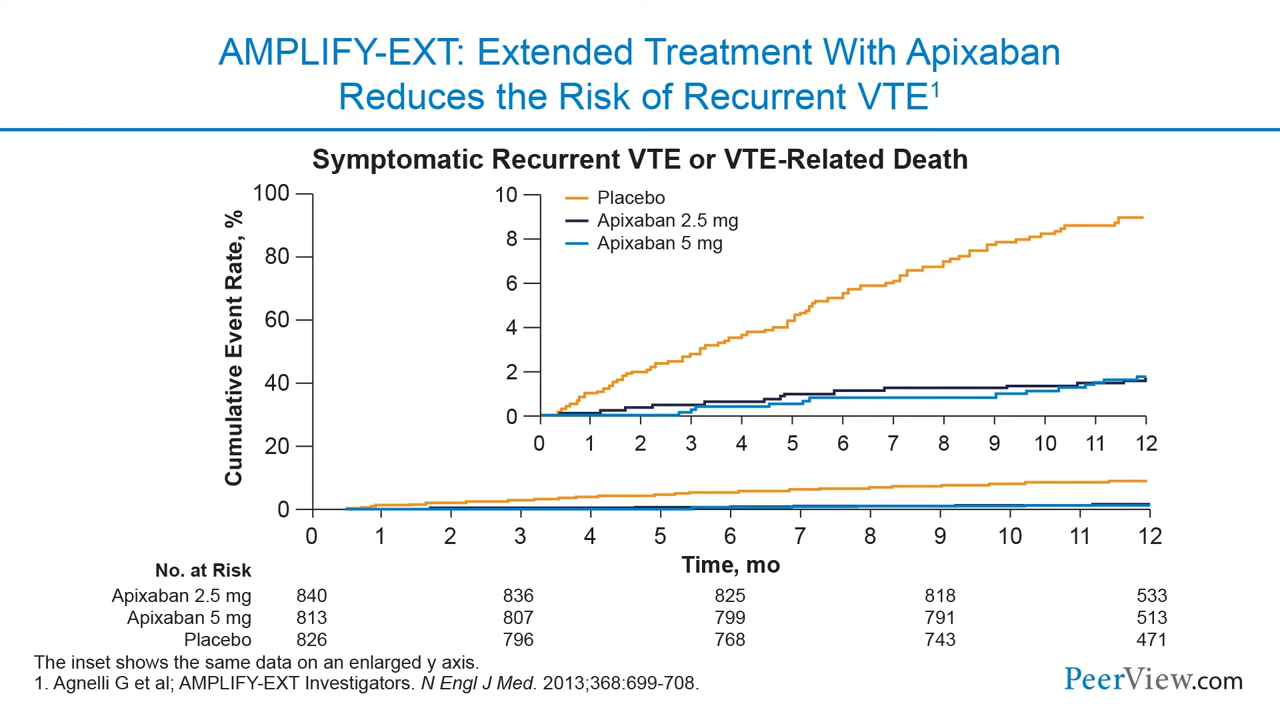 AMPLIFY-EXT: Extended Treatment With Apixaban
Reduces the Risk of Recurrent VTE1
Symptomatic Recurrent VTE or VTE-Related Death
Cumulative Event Rate, %
100
80
60
40
20
0
10
8
6
4
2
0
Placebo
Apixaban 2.5 mg
Apixaban 5 mg
0 1 2 3 4 5 6 7 8 9 10 11 12
0 1 2 3 4 5 6 7 8 9 10 11 12
Time, mo
No. at Risk
Apixaban 2.5 mg 840 836 825 818 533
Apixaban 5 mg 813 807 799 791 513
Placebo 826 796 768 743 471
The inset shows the same data on an enlarged y axis.
1. Agnelli G et al; AMPLIFY-EXT Investigators. N Engl J Med. 2013;368:699-708.
PeerView.com